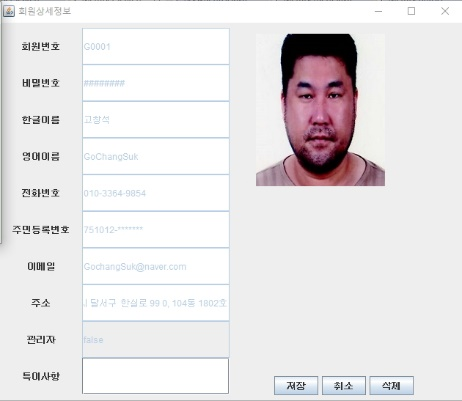 회원상세정보
회원번호 G0001
비밀번호 ########
한글이름 고창석
영어이름 GoChangSuk
전화번호 010-3364-9854
주민등록번호 751012-*******
이메일 GochangSuk@naver.com
주소 달서구 한실로 99 0, 104동 1802호
관리자 false
특이사항
저장 취소 삭제